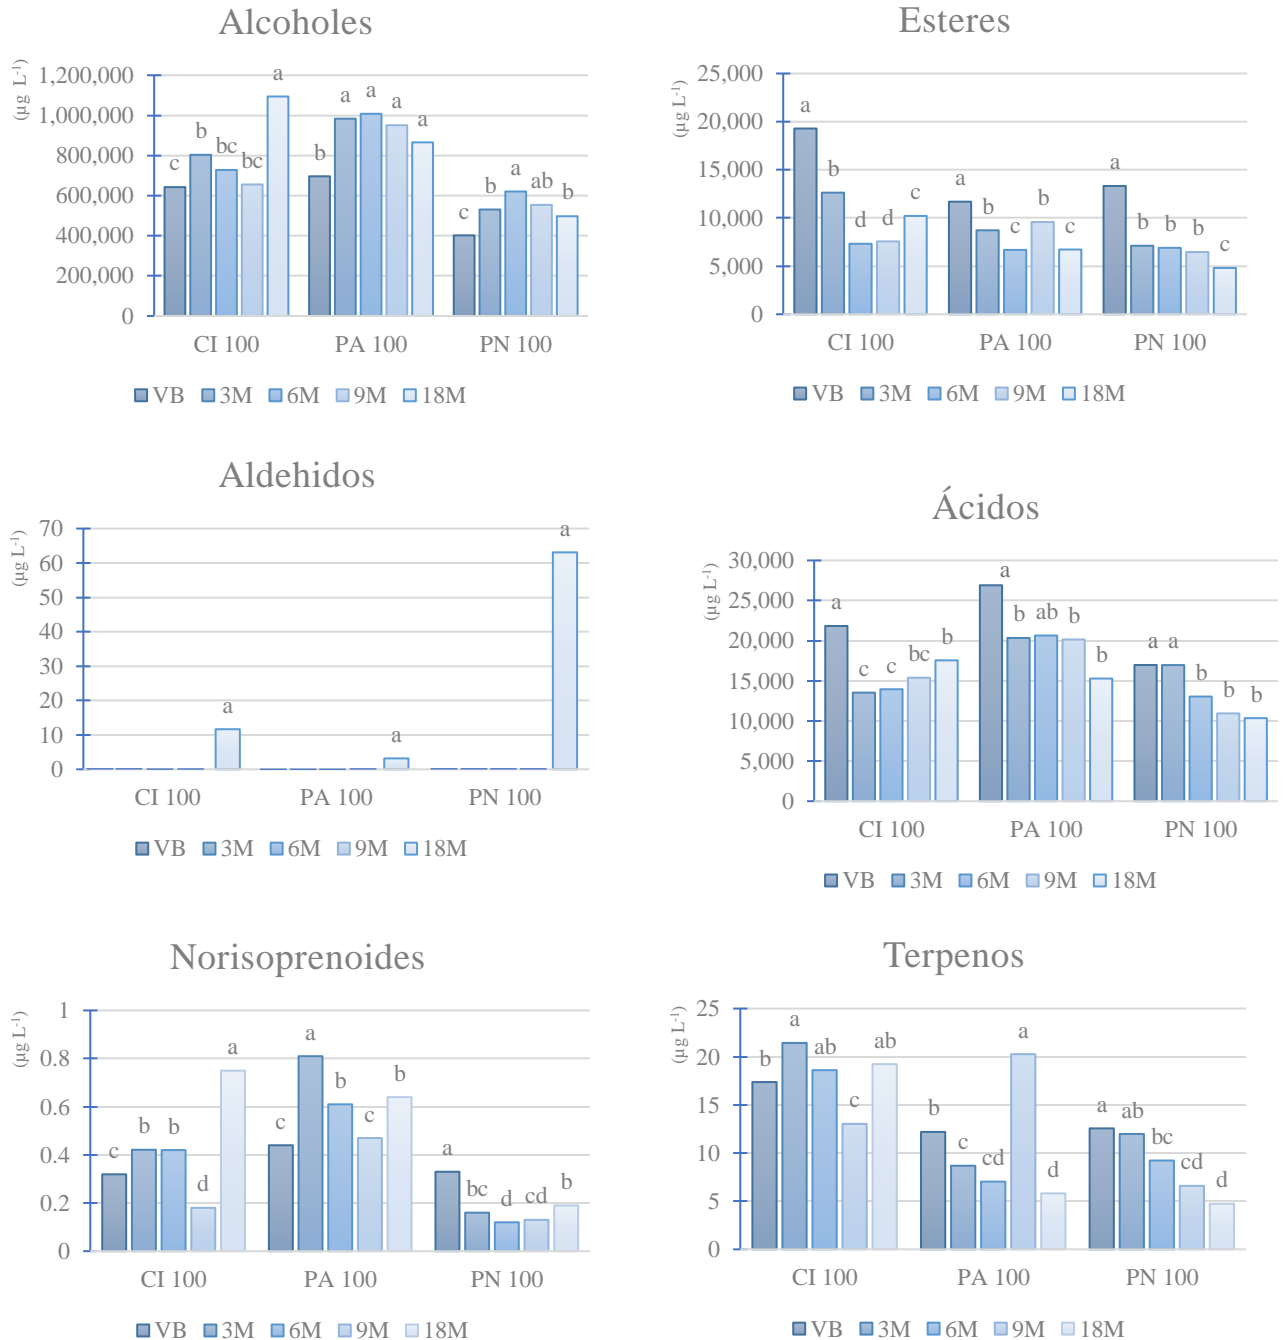 Alcoholes
(µg L-1)
1,200,000
1,000,000
800,000
600,000
400,000
200,000
0
c b bc bc a
b a a a a
c b a ab b
CI 100 PA 100 PN 100
VB 3M 6M 9M 18M
Esteres
(µg L-1)
25,000
20,000
15,000
10,000
5,000
0
a b d d c
a b c b c
a b b b c
CI 100 PA 100 PN 100
VB 3M 6M 9M 18M
Aldehidos
(µg L-1)
70
60
50
40
30
20
10
0
a a a
CI 100 PA 100 PN 100
VB 3M 6M 9M 18M
Ácidos
(µg L-1)
30,000
25,000
20,000
15,000
10,000
5,000
0
a c c bc b
a b ab b b
a a b b b
CI 100 PA 100 PN 100
VB 3M 6M 9M 18M
Norisoprenoides
(µg L-1)
1
0.8
0.6
0.4
0.2
0
c b b d a
c a b c b
a bc d cd b
CI 100 PA 100 PN 100
VB 3M 6M 9M 18M
Terpenos
(µg L-1)
25
20
15
10
5
0
b a ab c ab
b c cd a d
a ab bc cd d
CI 100 PA 100 PN 100
VB 3M 6M 9M 18M